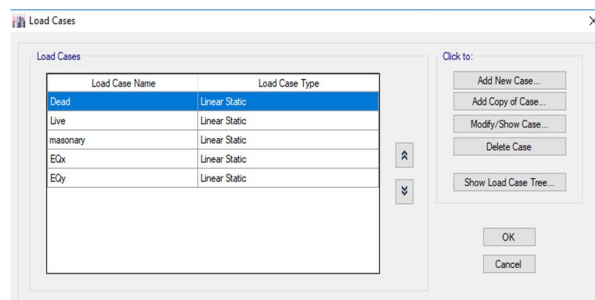 Load Cases
Load Cases
Click to:
Load Case Name Load Case Type
Dead Linear Static
Live Linear Static
masonary Linear Static
EQx Linear Static
EQy Linear Static
Add New Case...
Add Copy of Case...
Modify/Show Case...
Delete Case
Show Load Case Tree...
OK
Cancel